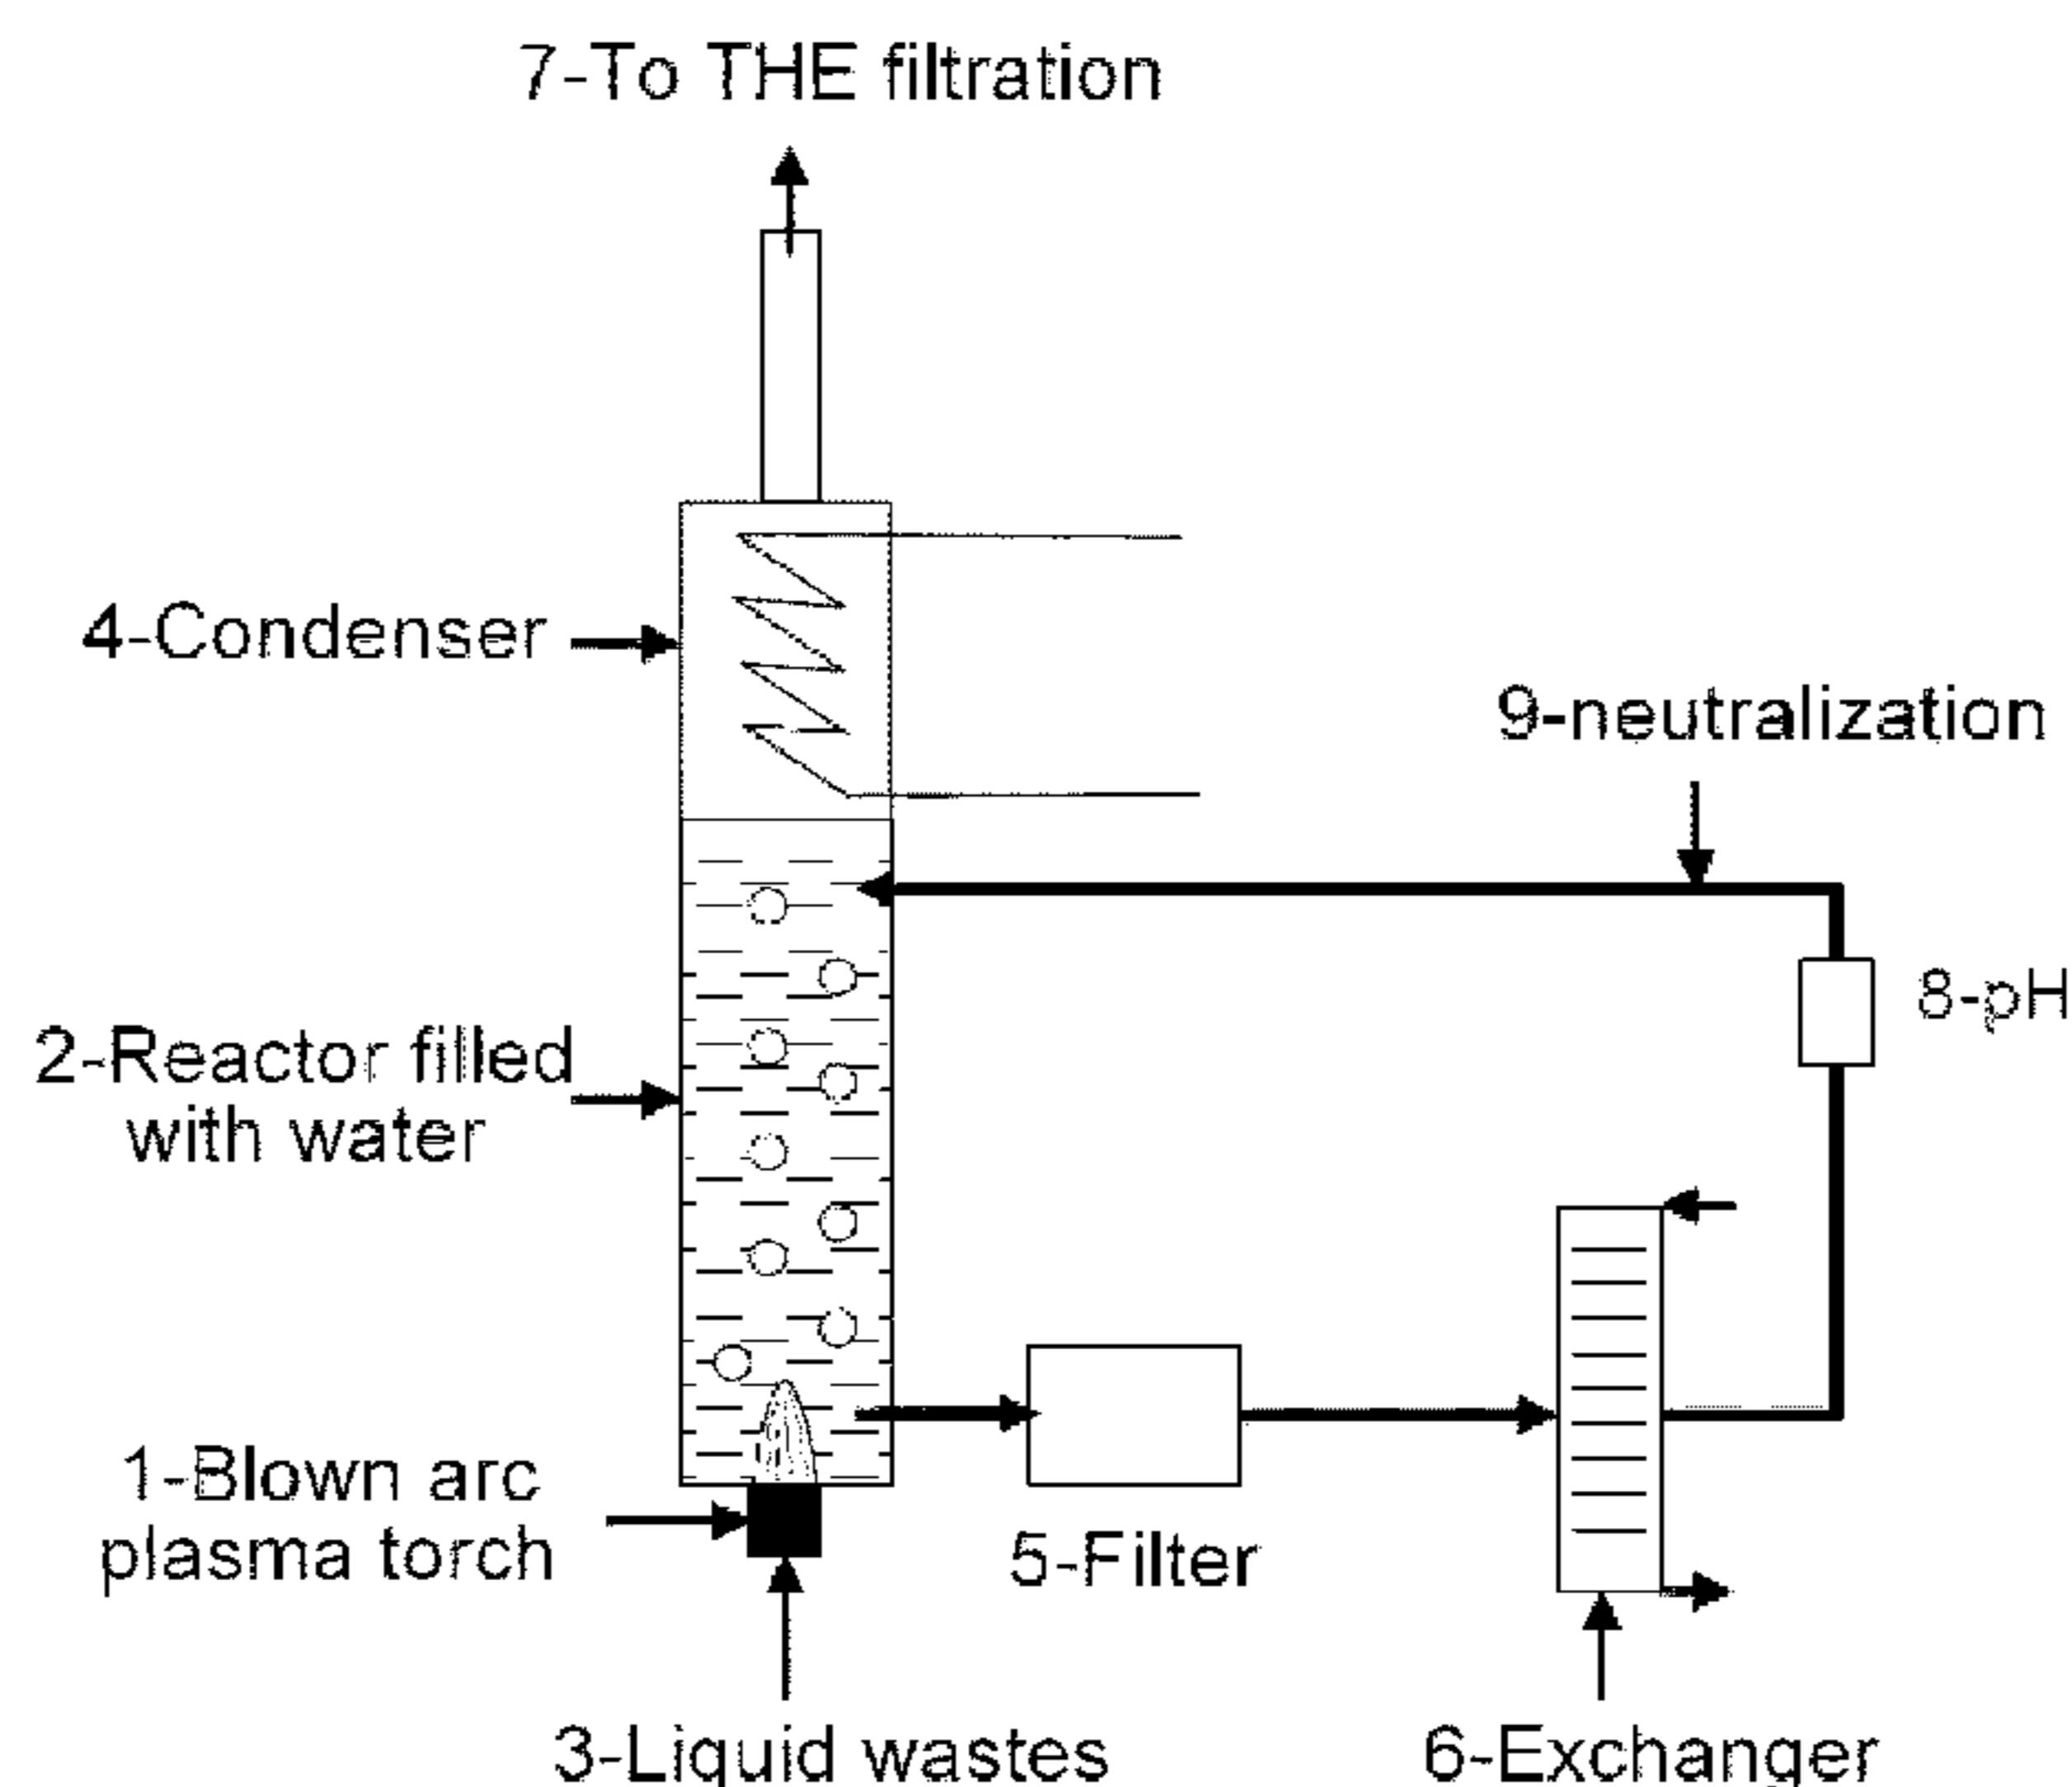 7-To THE filtration
4-Condenser
9-neutralization
8-pH
2-Reactor filled
with water
1-Blown arc
plasma torch
5-Filter
3-Liquid wastes
6-Exchanger